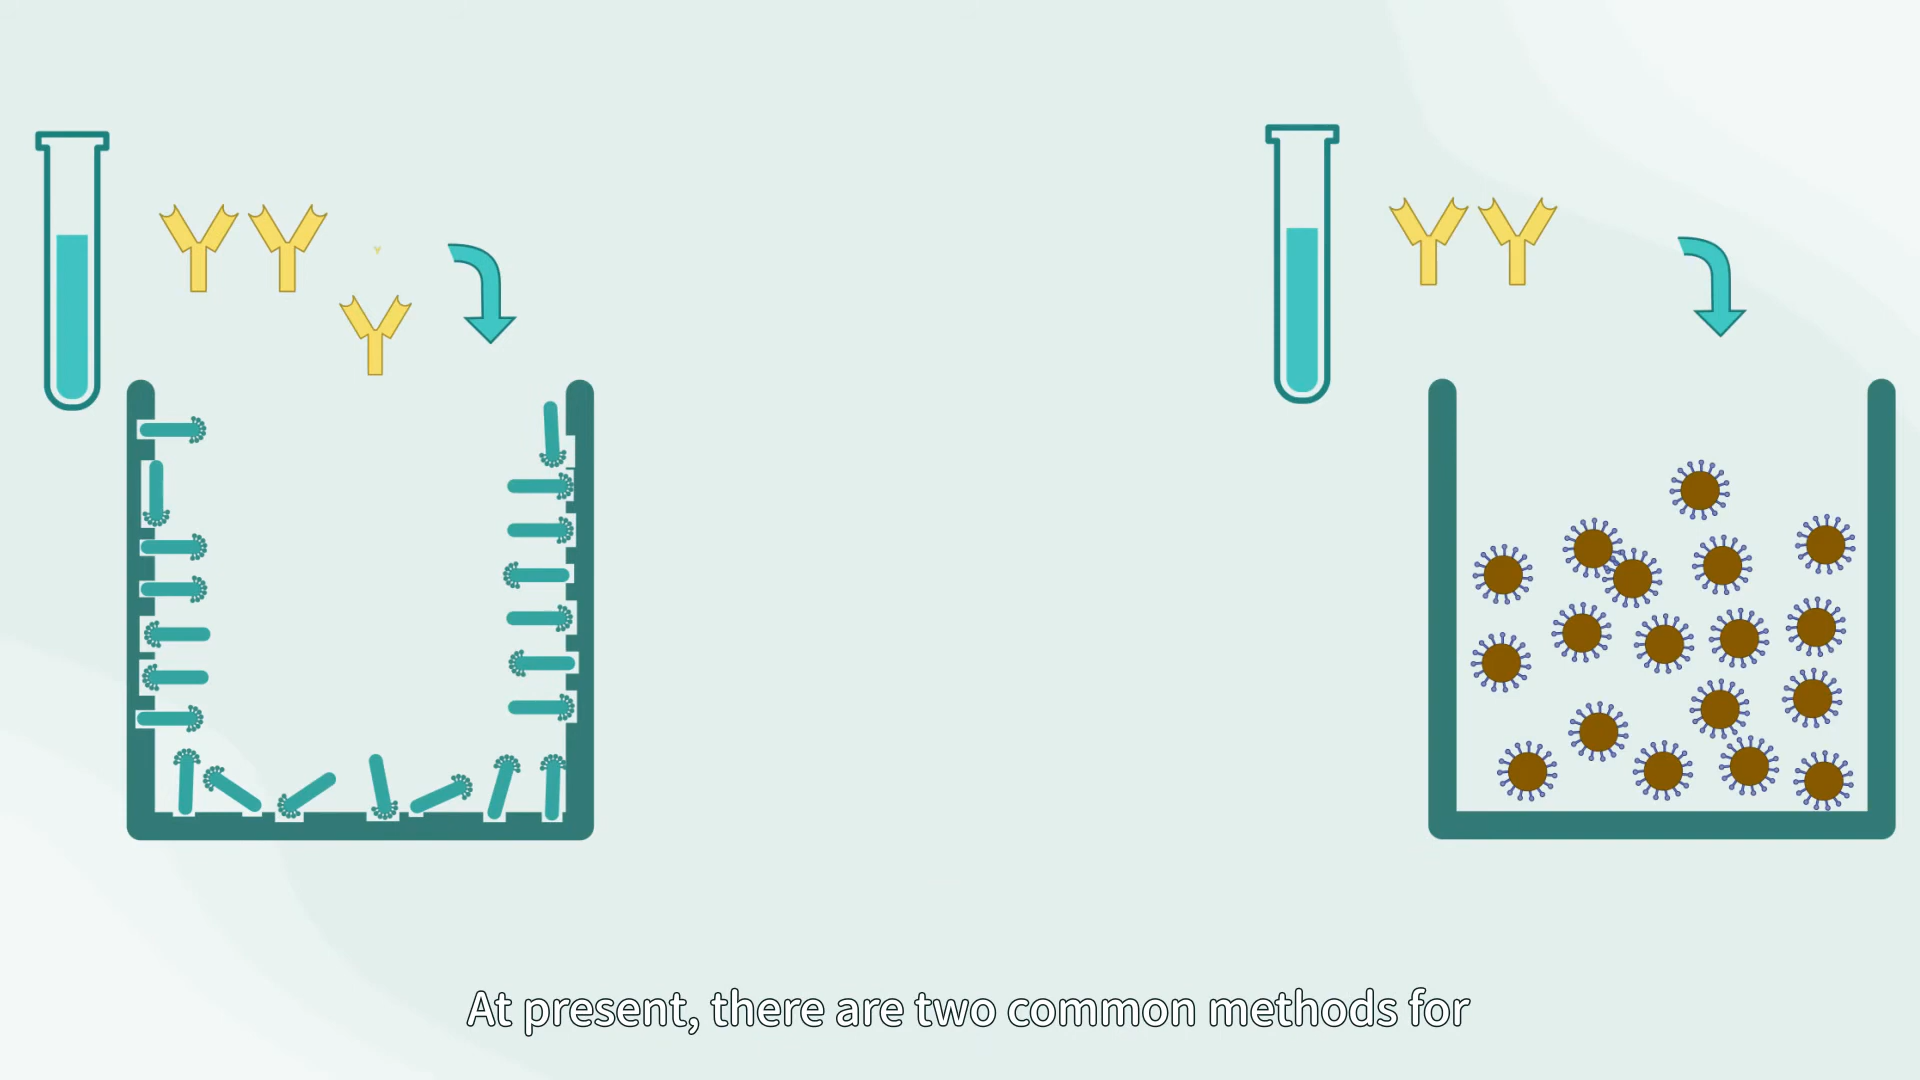 At present, there are two common methods for